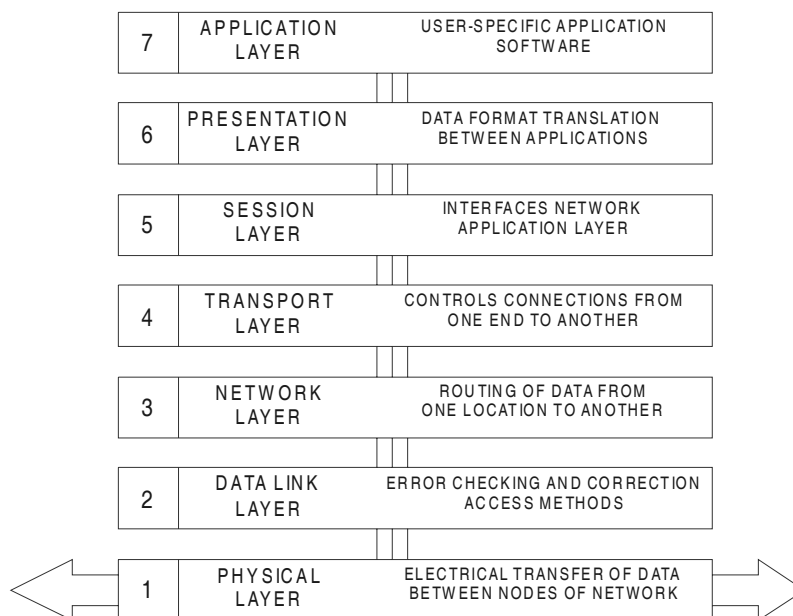 7
APPLICATION
LAYER
USER-SPECIFIC APPLICATION
SOFTWARE
6
PRESENTATION
LAYER
DATA FORMAT TRANSLATION
BETWEEN APPLICATIONS
5
SESSION
LAYER
INTERFACES NETWORK
APPLICATION LAYER
4
TRANSPORT
LAYER
CONTROLS CONNECTIONS FROM
ONE END TO ANOTHER
3
NETWORK
LAYER
ROUTING OF DATA FROM
ONE LOCATION TO ANOTHER
2
DATA LINK
LAYER
ERROR CHECKING AND CORRECTION
ACCESS METHODS
1
PHYSICAL
LAYER
ELECTRICAL TRANSFER OF DATA
BETWEEN NODES OF NETWORK